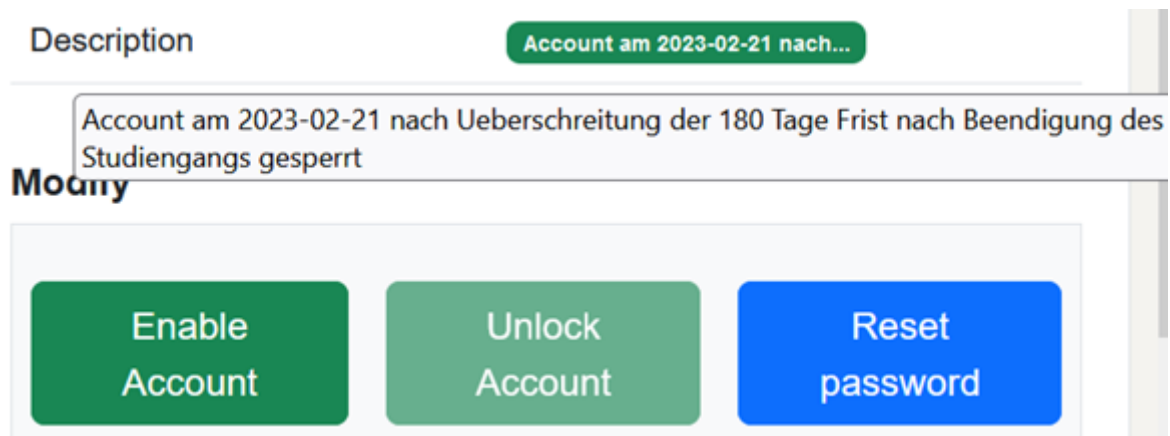 Description
Account am 2023-02-21 nach...
Account am 2023-02-21 nach Ueberschreitung der 180 Tage Frist nach Beendigung des
Studiengangs gesperrt
Modify
Enable
Account
Unlock
Account
Reset
password